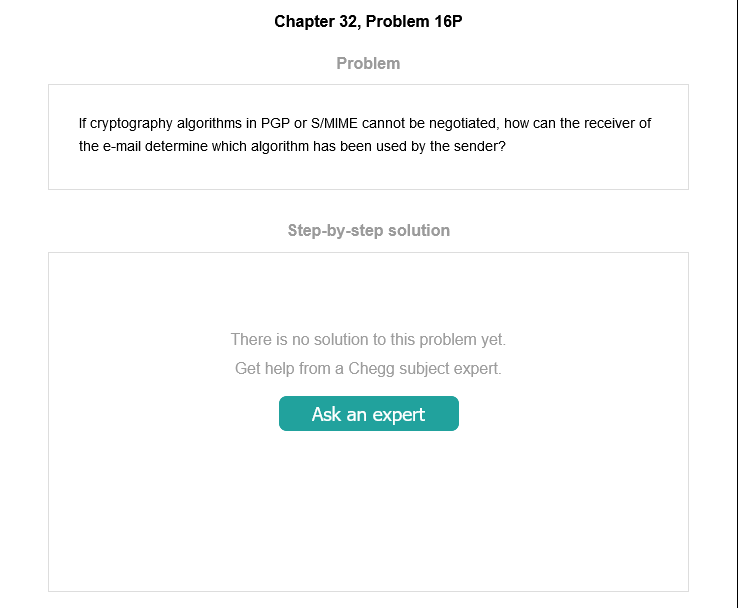 Chapter 32, Problem 16P
Problem
If cryptography algorithms in PGP or S/MIME cannot be negotiated, how can the receiver of
the e-mail determine which algorithm has been used by the sender?
Step-by-step solution
There is no solution to this problem yet.
Get help from a Chegg subject expert.
Ask an expert